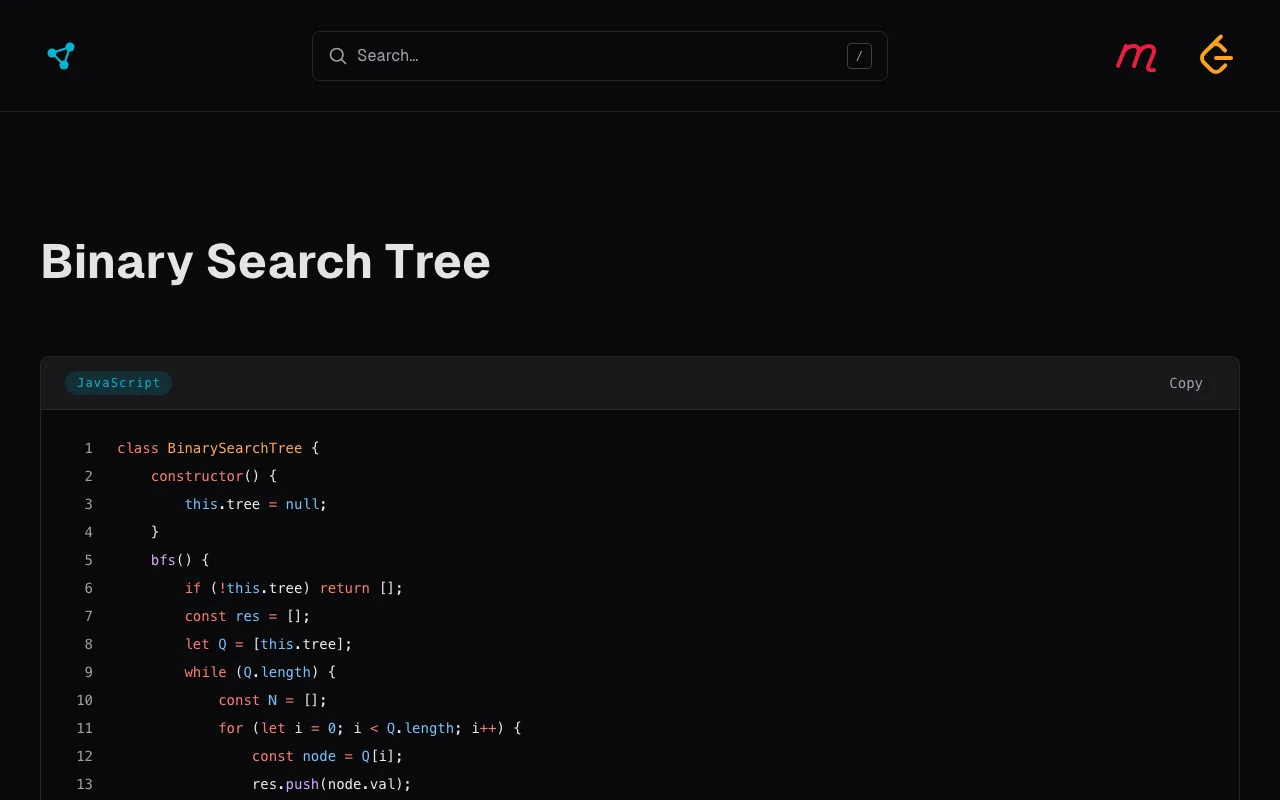 Search...
/
m
Binary Search Tree
JavaScript
Copy
1 class BinarySearchTree {
2     constructor() {
3         this.tree = null;
4     }
5     bfs() {
6         if (!this.tree) return [];
7         const res = [];
8         let Q = [this.tree];
9         while (Q.length) {
10             const N = [];
11             for (let i = 0; i < Q.length; i++) {
12                 const node = Q[i];
13                 res.push(node.val);